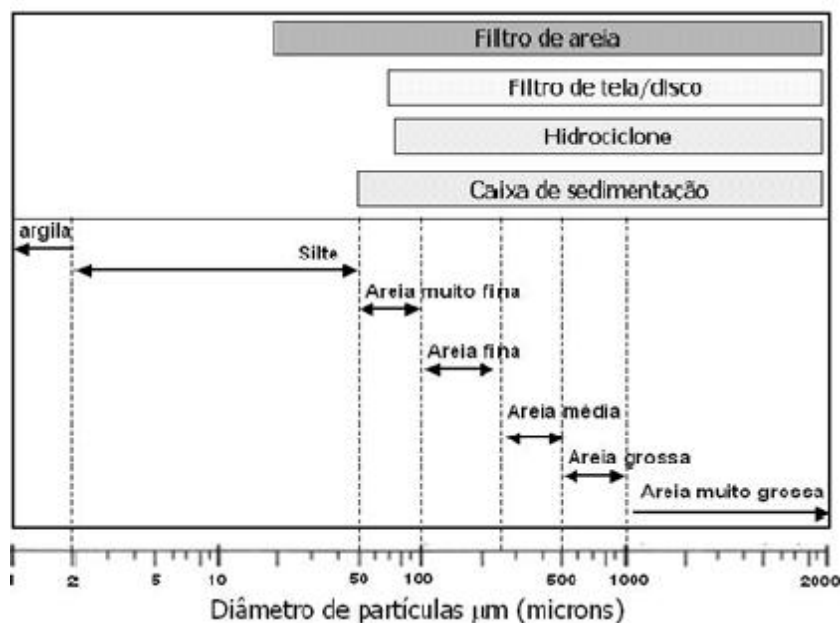 Filltro de areia
Filtro de tela/disco
Hidrociclone
Caixa de sedimentação
argila
Silte
Areia muito fina
Areia fina
Areia média
Areia grossa
Areia muito grossa
1 2 5 10 50 100 500 1000 2000
Diâmetro de partículas µm (microns)